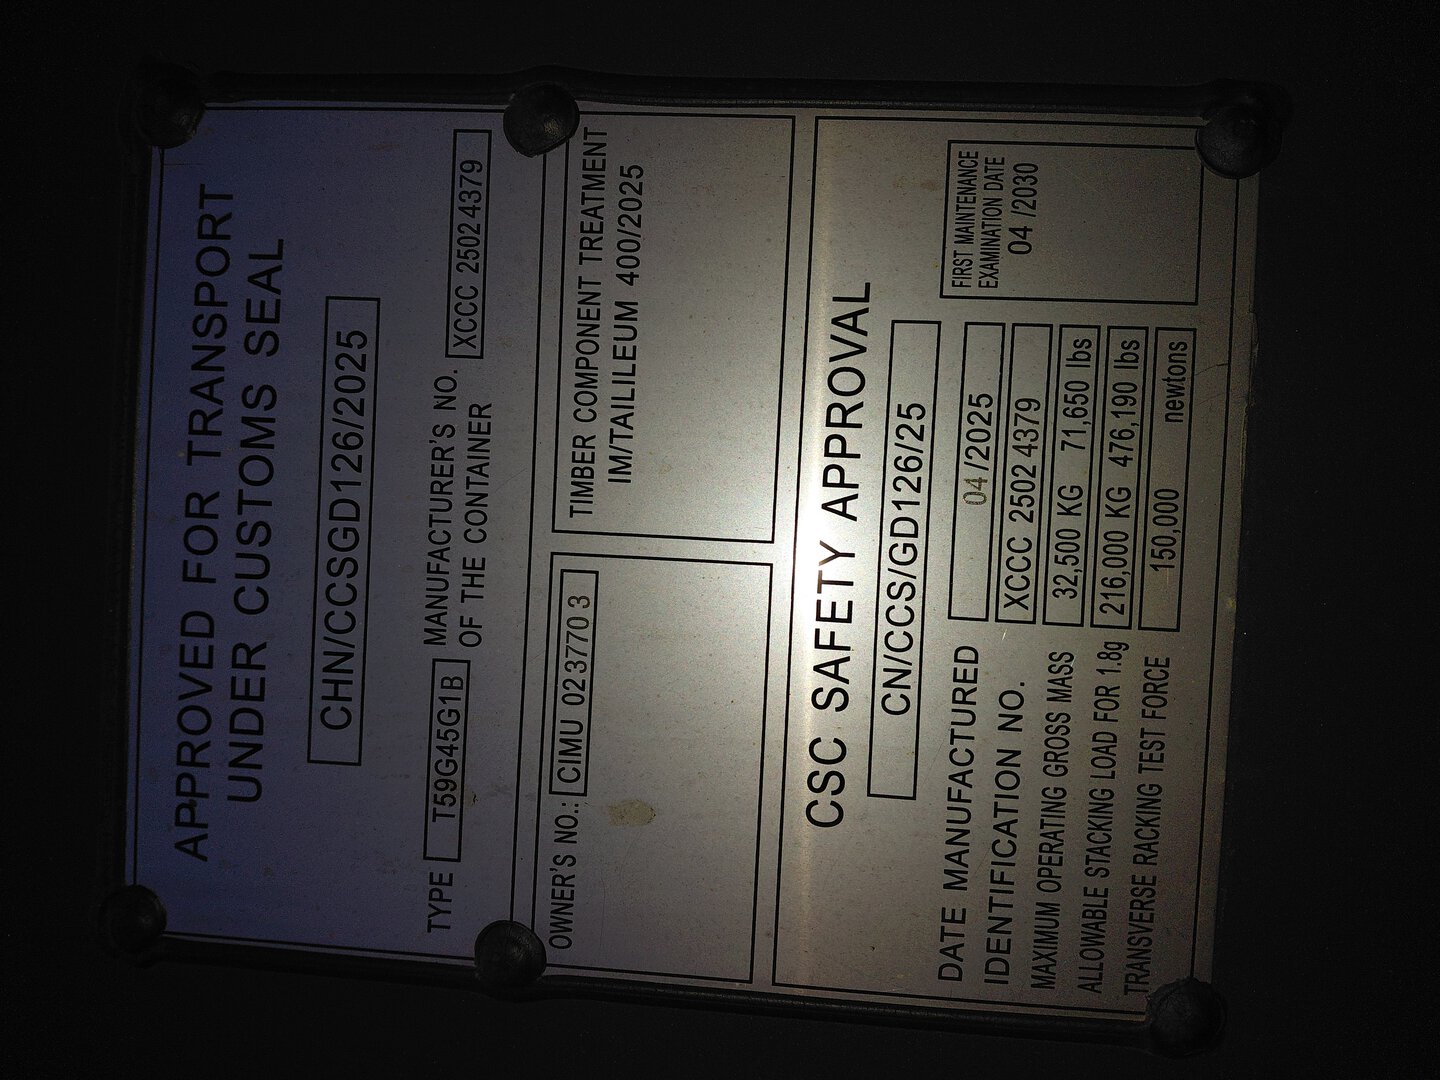 APPROVED FOR TRANSPORT
UNDER CUSTOMS SEAL
CHN/CCSGD126/2025
TYPE T59G45G1B MANUFACTURER'S NO. OF THE CONTAINER XCCC 2502 4379
OWNER'S NO.: CIMU 023770 3
TIMBER COMPONENT TREATMENT
IM/TAILILEUM 400/2025
CSC SAFETY APPROVAL
CN/CCS/GD126/25
DATE MANUFACTURED 04 /2025
IDENTIFICATION NO. XCCC 2502 4379
MAXIMUM OPERATING GROSS MASS 32,500 KG 71,650 lbs
ALLOWABLE STACKING LOAD FOR 1.8g 216,000 KG 476,190 lbs
TRANSVERSE RACKING TEST FORCE 150,000 newtons
FIRST MAINTENANCE
EXAMINATION DATE
04 /2030